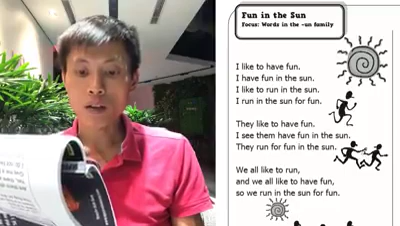 Fun in the Sun
Focus: Words in the -un family
I like to have fun.
I have fun in the sun.
I like to run in the sun.
I run in the sun for fun.
They like to have fun.
I see them have fun in the sun.
They run for fun in the sun.
We all like to run,
and we all like to have fun,
so we run in the sun for fun.